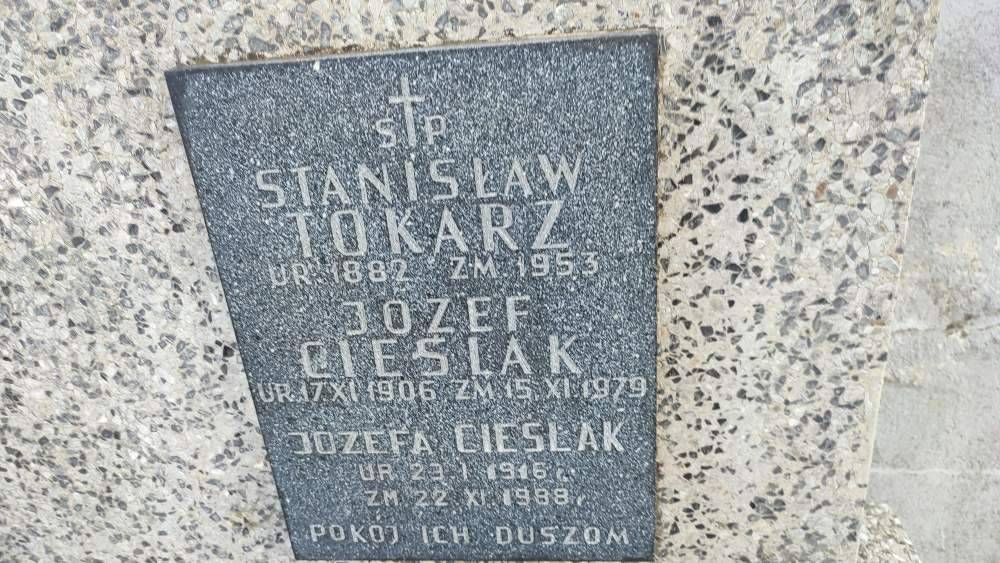 Ś†P.
STANISŁAW
TOKARZ
UR. 1882 ZM. 1953
JÓZEF
CIEŚLAK
UR. 17 XI 1906 ZM. 15. XI. 1979
JÓZEFA CIEŚLAK
UR. 23. I. 1916 r.
ZM. 22. XI. 1988 r.
POKÓJ ICH DUSZOM